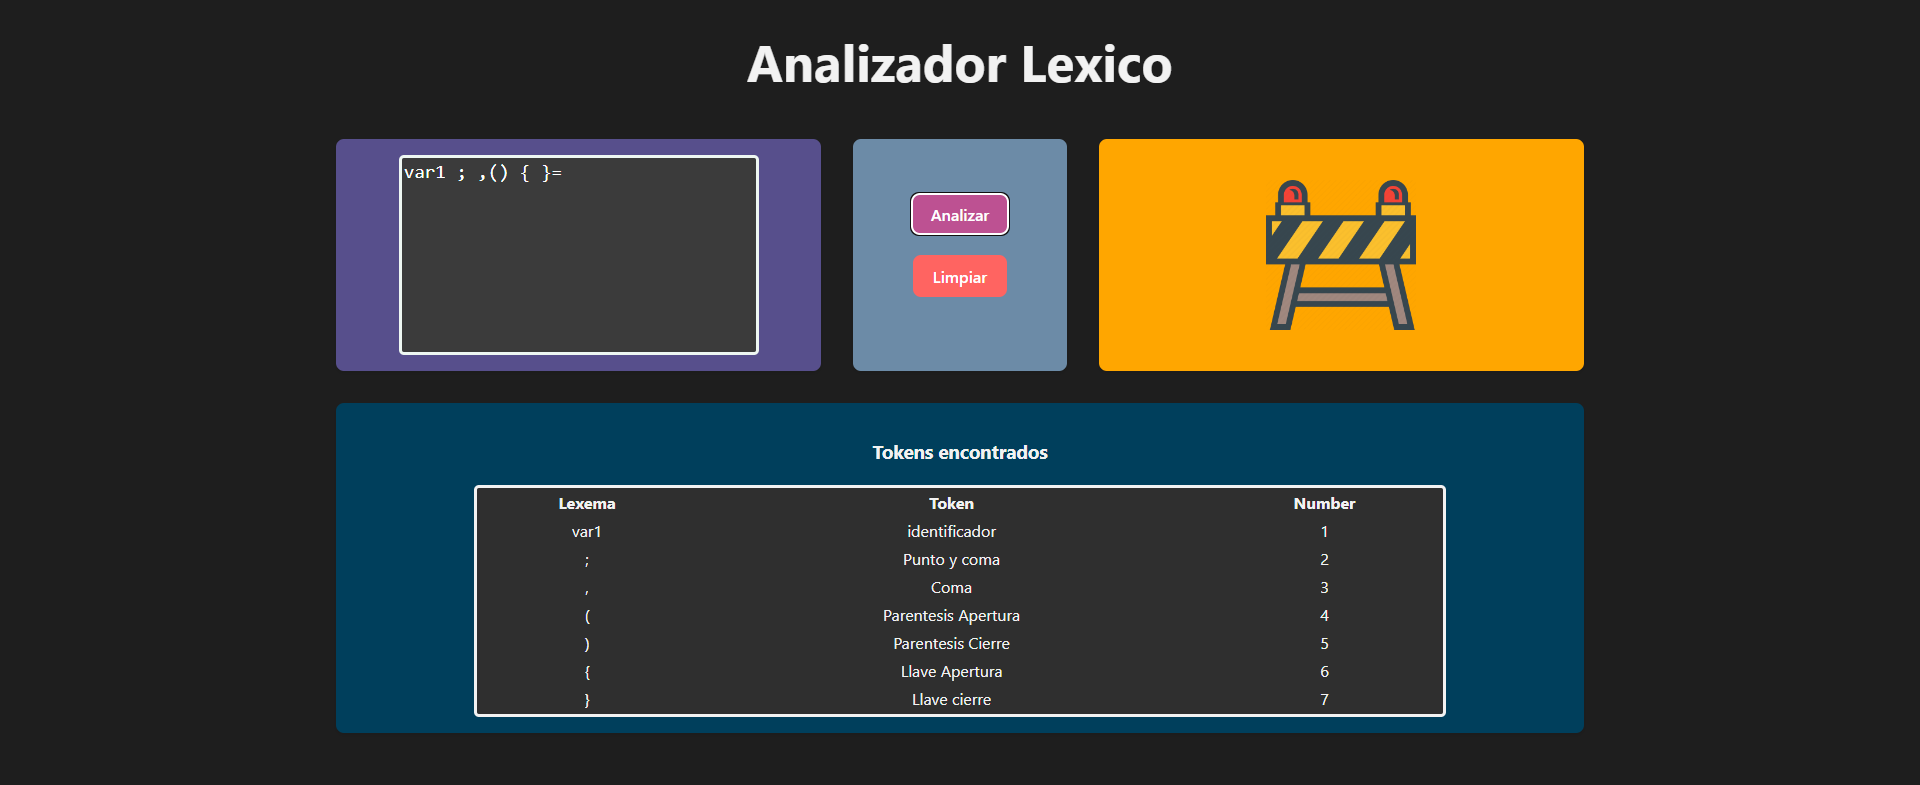 Analizador Lexico
var1 ; ,() { }=
Analizar
Limpiar
Tokens encontrados
Lexema Token Number
var1 identificador 1
; Punto y coma 2
, Coma 3
( Parentesis Apertura 4
) Parentesis Cierre 5
{ Llave Apertura 6
} Llave cierre 7